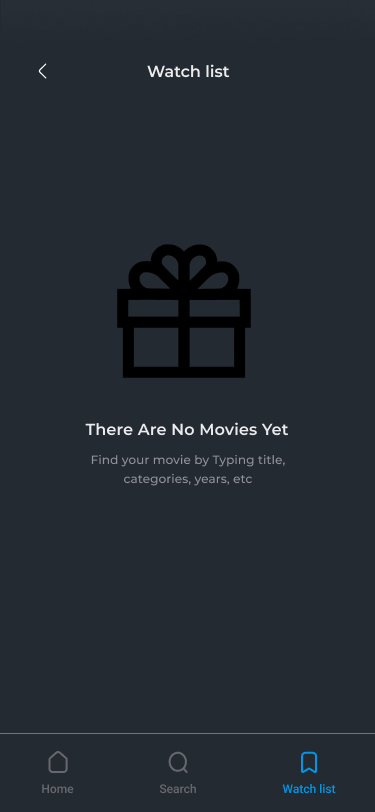 Watch list
There Are No Movies Yet
Find your movie by Typing title,
categories, years, etc
Home
Search
Watch list